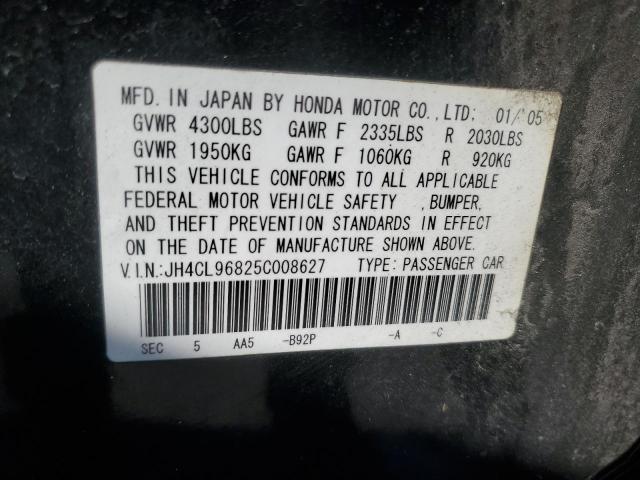 MFD. IN JAPAN BY HONDA MOTOR CO., LTD; 01/'05
GVWR 4300LBS GAWR F 2335LBS R 2030LBS
GVWR 1950KG GAWR F 1060KG R 920KG
THIS VEHICLE CONFORMS TO ALL APPLICABLE
FEDERAL MOTOR VEHICLE SAFETY , BUMPER,
AND THEFT PREVENTION STANDARDS IN EFFECT
ON THE DATE OF MANUFACTURE SHOWN ABOVE.
V.I.N.:JH4CL96825C008627 TYPE: PASSENGER CAR
SEC 5 AA5 -B92P -A -C